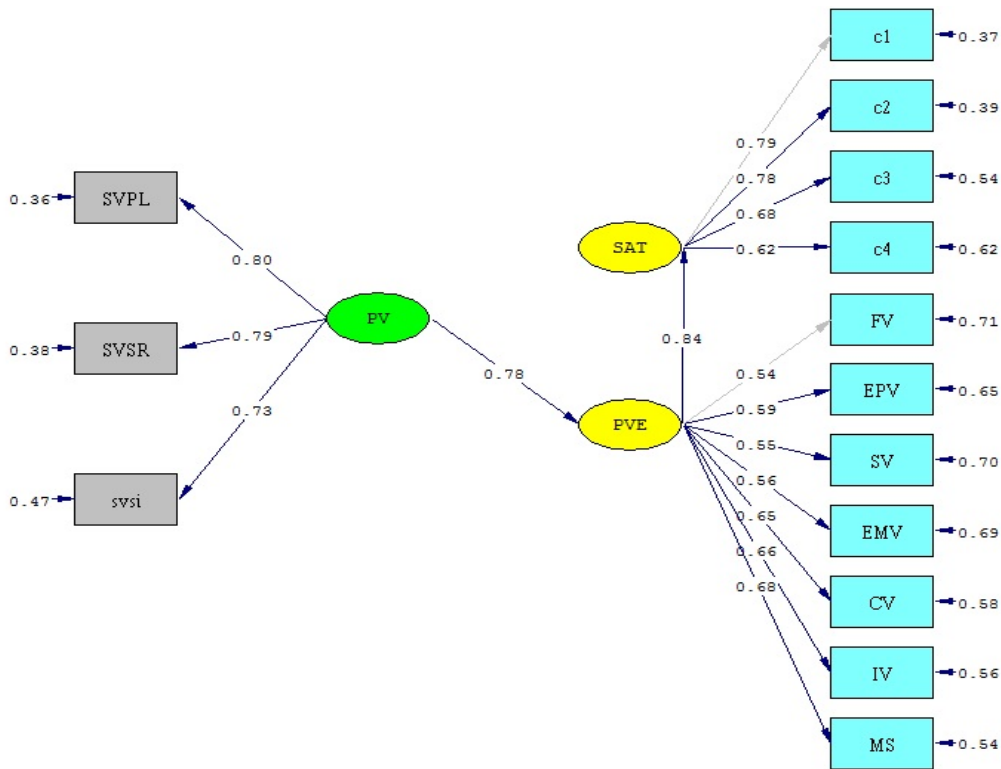 c1
0.37
c2
0.39
0.79
0.78
c3
0.54
0.36
SVPL
0.68
SAT
0.62
c4
0.62
0.80
PV
FV
0.71
0.38
SVSR
0.79
0.84
0.78
0.54
EPV
0.65
0.59
0.73
PVE
0.55
SV
0.70
0.56
0.47
svsi
0.65
EMV
0.69
0.66
0.68
CV
0.58
IV
0.56
MS
0.54